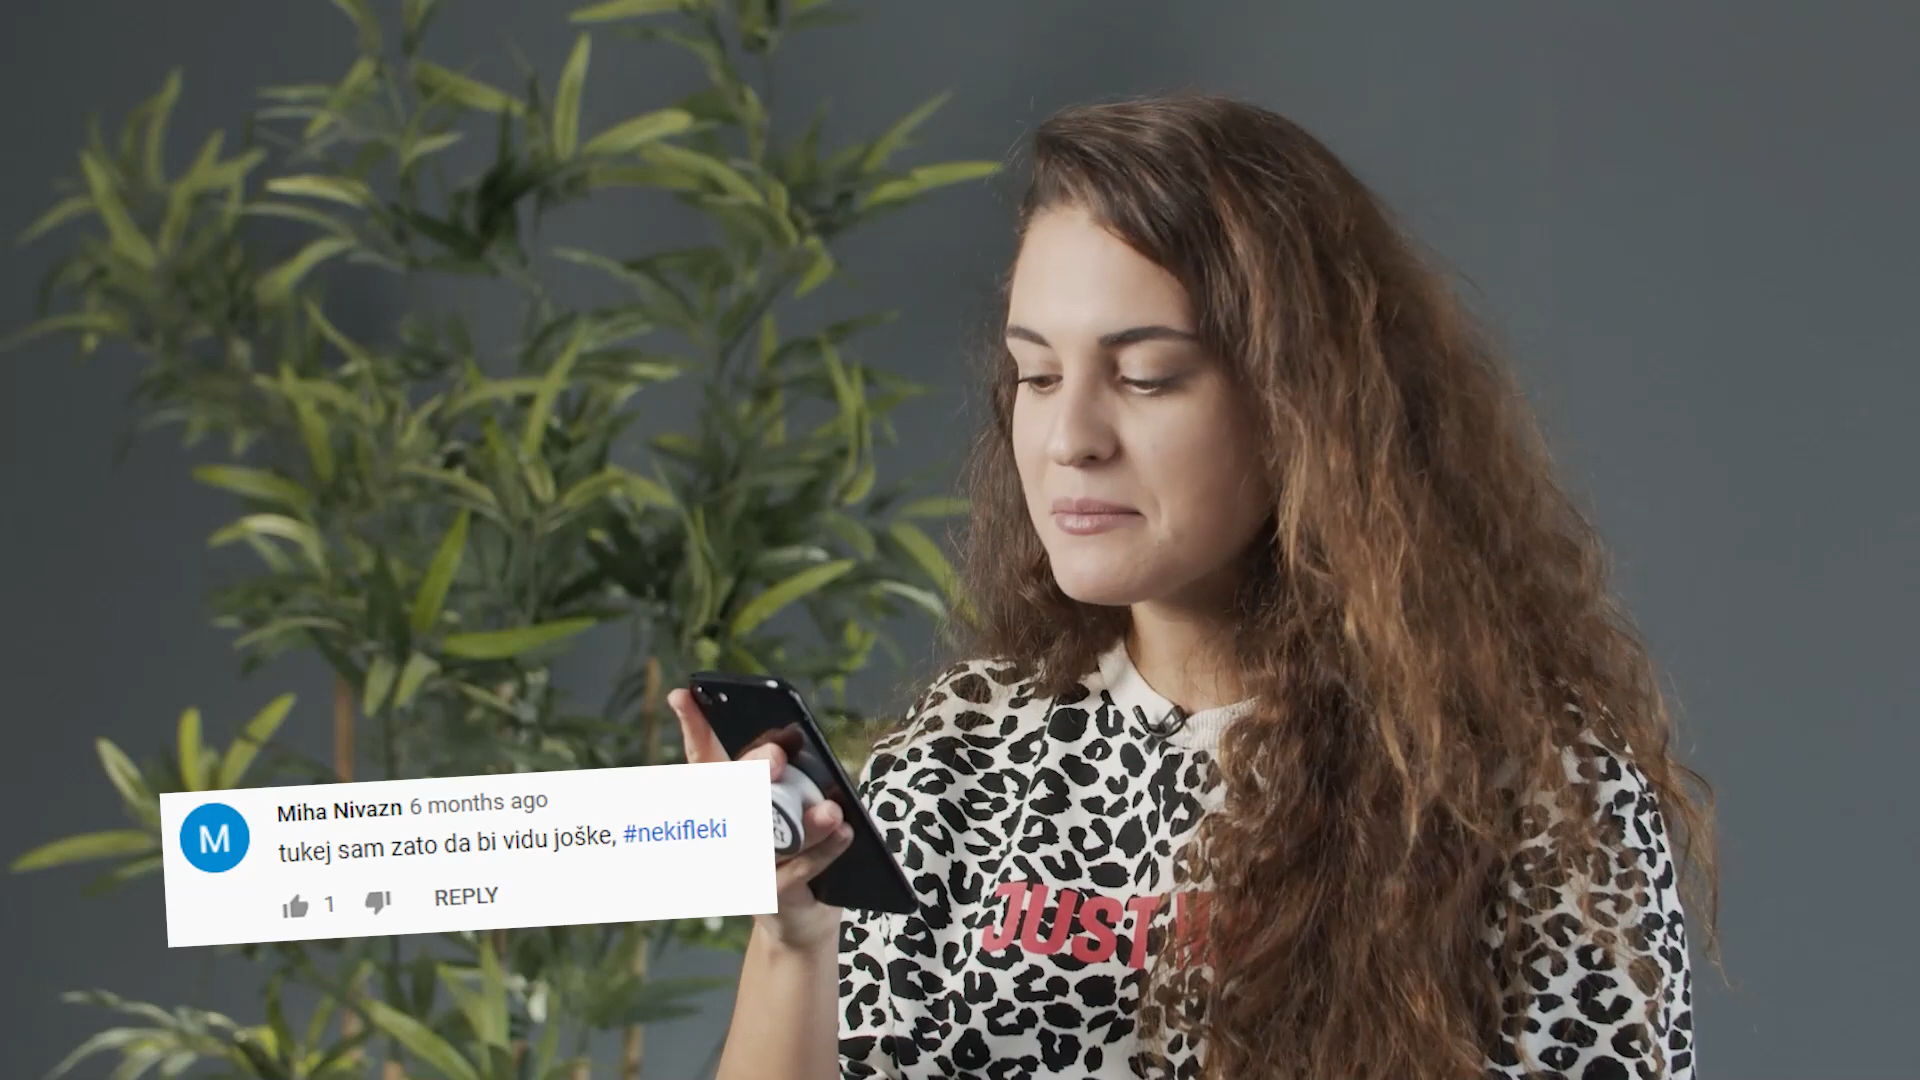 M
Miha Nivazn 6 months ago
tukej sam zato da bi vidu joške, #nekifleki
1
REPLY
JUST